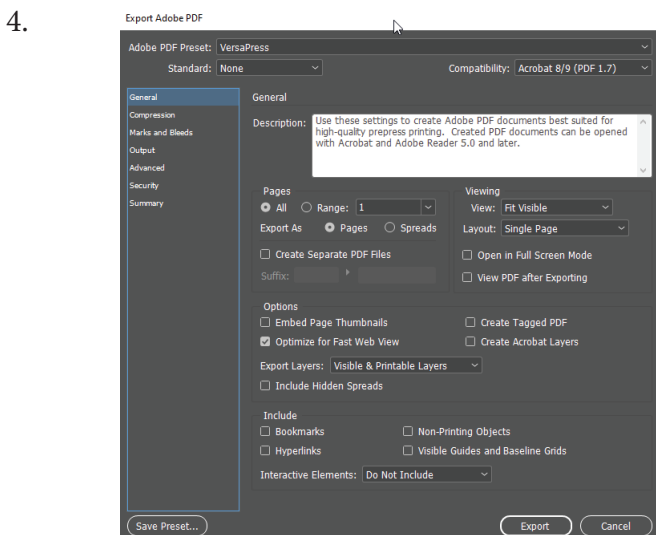 4.
Export Adobe PDF
Adobe PDF Preset: VersaPress
Standard: None Compatibility: Acrobat 8/9 (PDF 1.7)
General
Compression
Marks and Bleeds
Output
Advanced
Security
Summary
General
Description: Use these settings to create Adobe PDF documents best suited for
high-quality prepress printing. Created PDF documents can be opened
with Acrobat and Adobe Reader 5.0 and later.
Pages
All Range: 1
Export As Pages Spreads
Create Separate PDF Files
Suffix:
Viewing
View: Fit Visible
Layout: Single Page
Open in Full Screen Mode
View PDF after Exporting
Options
Embed Page Thumbnails Create Tagged PDF
Optimize for Fast Web View Create Acrobat Layers
Export Layers: Visible & Printable Layers
Include Hidden Spreads
Include
Bookmarks Non-Printing Objects
Hyperlinks Visible Guides and Baseline Grids
Interactive Elements: Do Not Include
Save Preset... Export Cancel